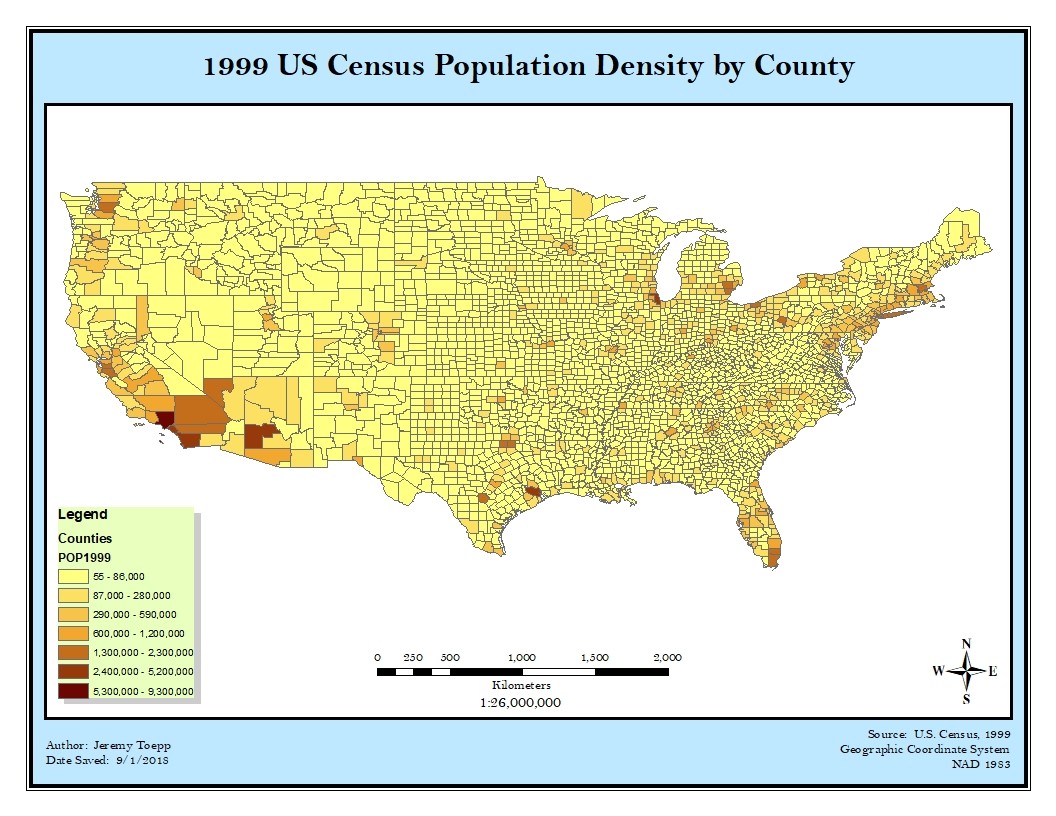 1999 US Census Population Density by County
Legend
Counties
POP1999
55 - 86,000
87,000 - 280,000
290,000 - 590,000
600,000 - 1,200,000
1,300,000 - 2,300,000
2,400,000 - 5,200,000
5,300,000 - 9,300,000
0 250 500 1,000 1,500 2,000
Kilometers
1:26,000,000
N
W E
S
Author: Jeremy Toepp
Date Saved: 9/1/2018
Source: U.S. Census, 1999
Geographic Coordinate System
NAD 1983